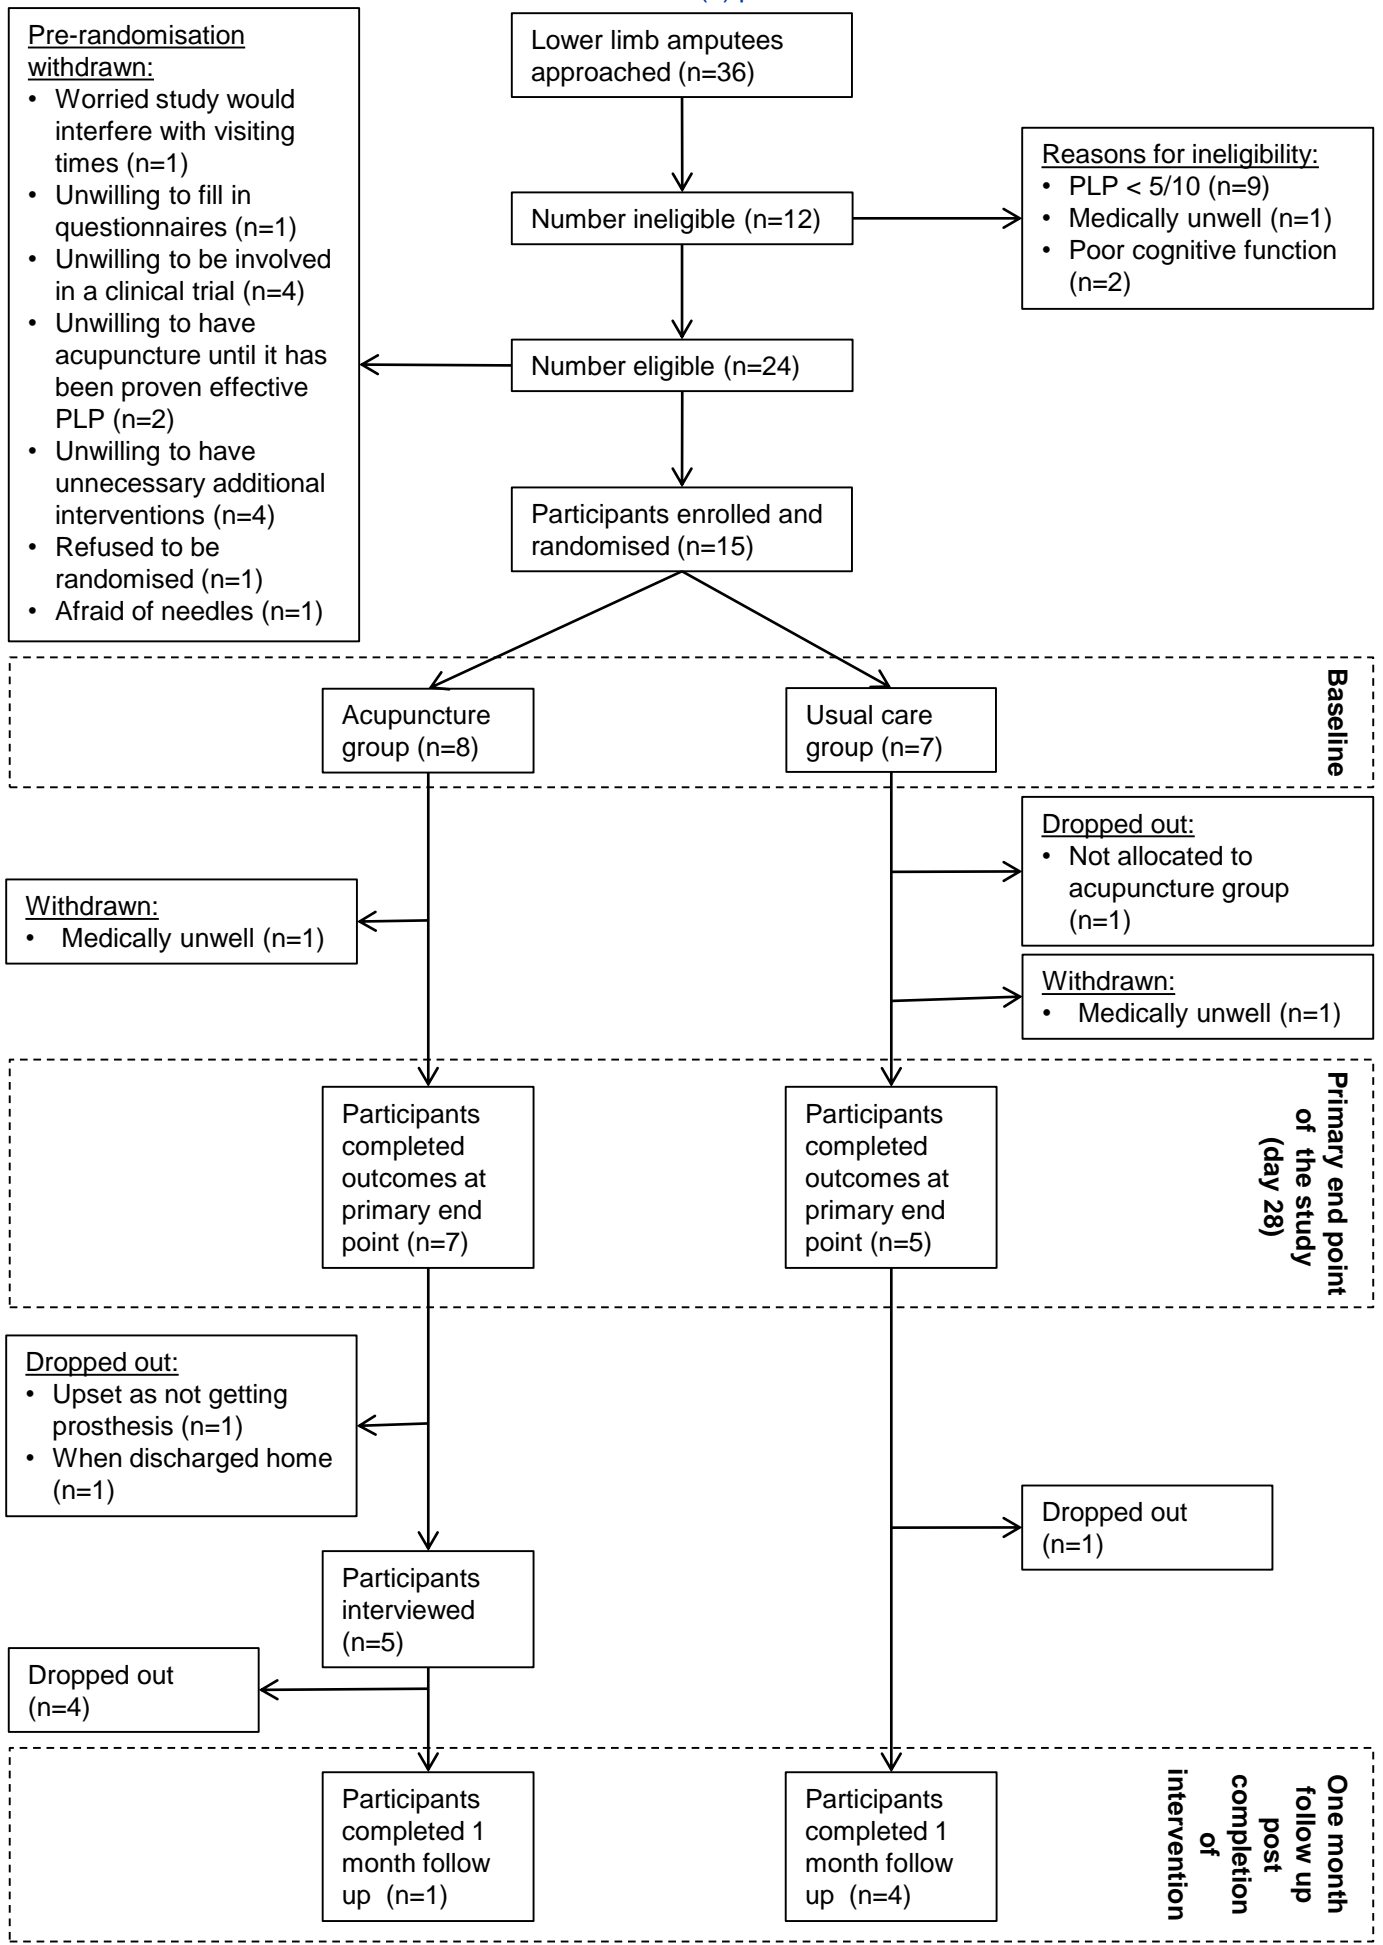 Pre-randomisation
withdrawn:
• Worried study would
interfere with visiting
times (n=1)
• Unwilling to fill in
questionnaires (n=1)
• Unwilling to be involved
in a clinical trial (n=4)
• Unwilling to have
acupuncture until it has
been proven effective
PLP (n=2)
• Unwilling to have
unnecessary additional
interventions (n=4)
• Refused to be
randomised (n=1)
• Afraid of needles (n=1)
Lower limb amputees
approached (n=36)
Number ineligible (n=12)
Reasons for ineligibility:
• PLP < 5/10 (n=9)
• Medically unwell (n=1)
• Poor cognitive function
(n=2)
Number eligible (n=24)
Participants enrolled and
randomised (n=15)
Baseline
Acupuncture
group (n=8)
Usual care
group (n=7)
Dropped out:
• Not allocated to
acupuncture group
(n=1)
Withdrawn:
• Medically unwell (n=1)
Withdrawn:
• Medically unwell (n=1)
Primary end point
of the study
(day 28)
Participants
completed
outcomes at
primary end
point (n=7)
Participants
completed
outcomes at
primary end
point (n=5)
Dropped out:
• Upset as not getting
prosthesis (n=1)
• When discharged home
(n=1)
Dropped out
(n=1)
Participants
interviewed
(n=5)
Dropped out
(n=4)
One month
follow up
post
completion
of
intervention
Participants
completed 1
month follow
up (n=1)
Participants
completed 1
month follow
up (n=4)